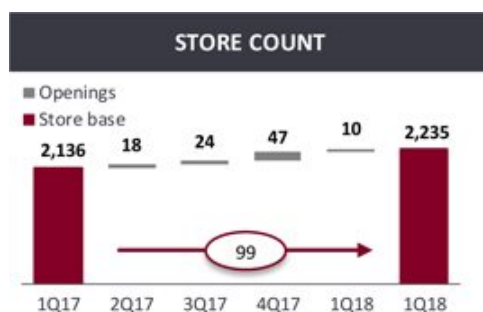 STORE COUNT
Openings
Store base
2,136 18 24 47 10 2,235
99
1Q17 2Q17 3Q17 4Q17 1Q18 1Q18